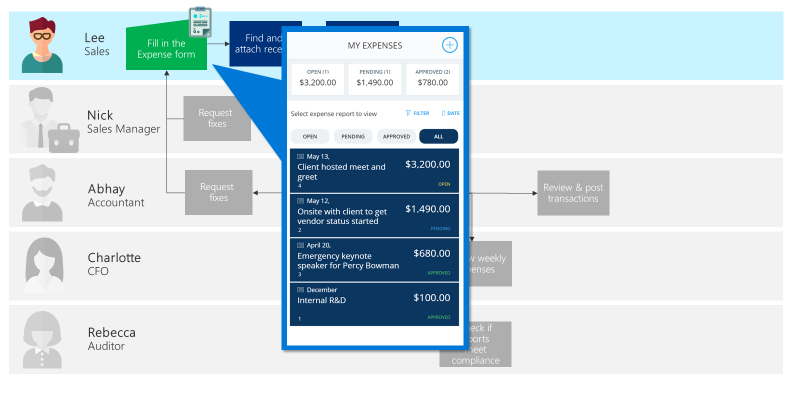 Lee
Sales
Fill in the
Expense form
Find and
attach
MY EXPENSES
OPEN (1)
$3,200.00
PENDING (1)
$1,490.00
APPROVED (2)
$780.00
Select expense report to view
FILTER
DATE
OPEN
PENDING
APPROVED
ALL
May 13,
Client hosted meet and
greet
4
$3,200.00
OPEN
May 12,
Onsite with client to get
vendor status started
2
$1,490.00
PENDING
April 20,
Emergency keynote
speaker for Percy Bowman
3
$680.00
APPROVED
December
Internal R&D
1
$100.00
APPROVED
Nick
Sales Manager
Request
fixes
Abhay
Accountant
Request
fixes
Review & post
transactions
Charlotte
CFO
weekly
Rebecca
Auditor
if
compliance